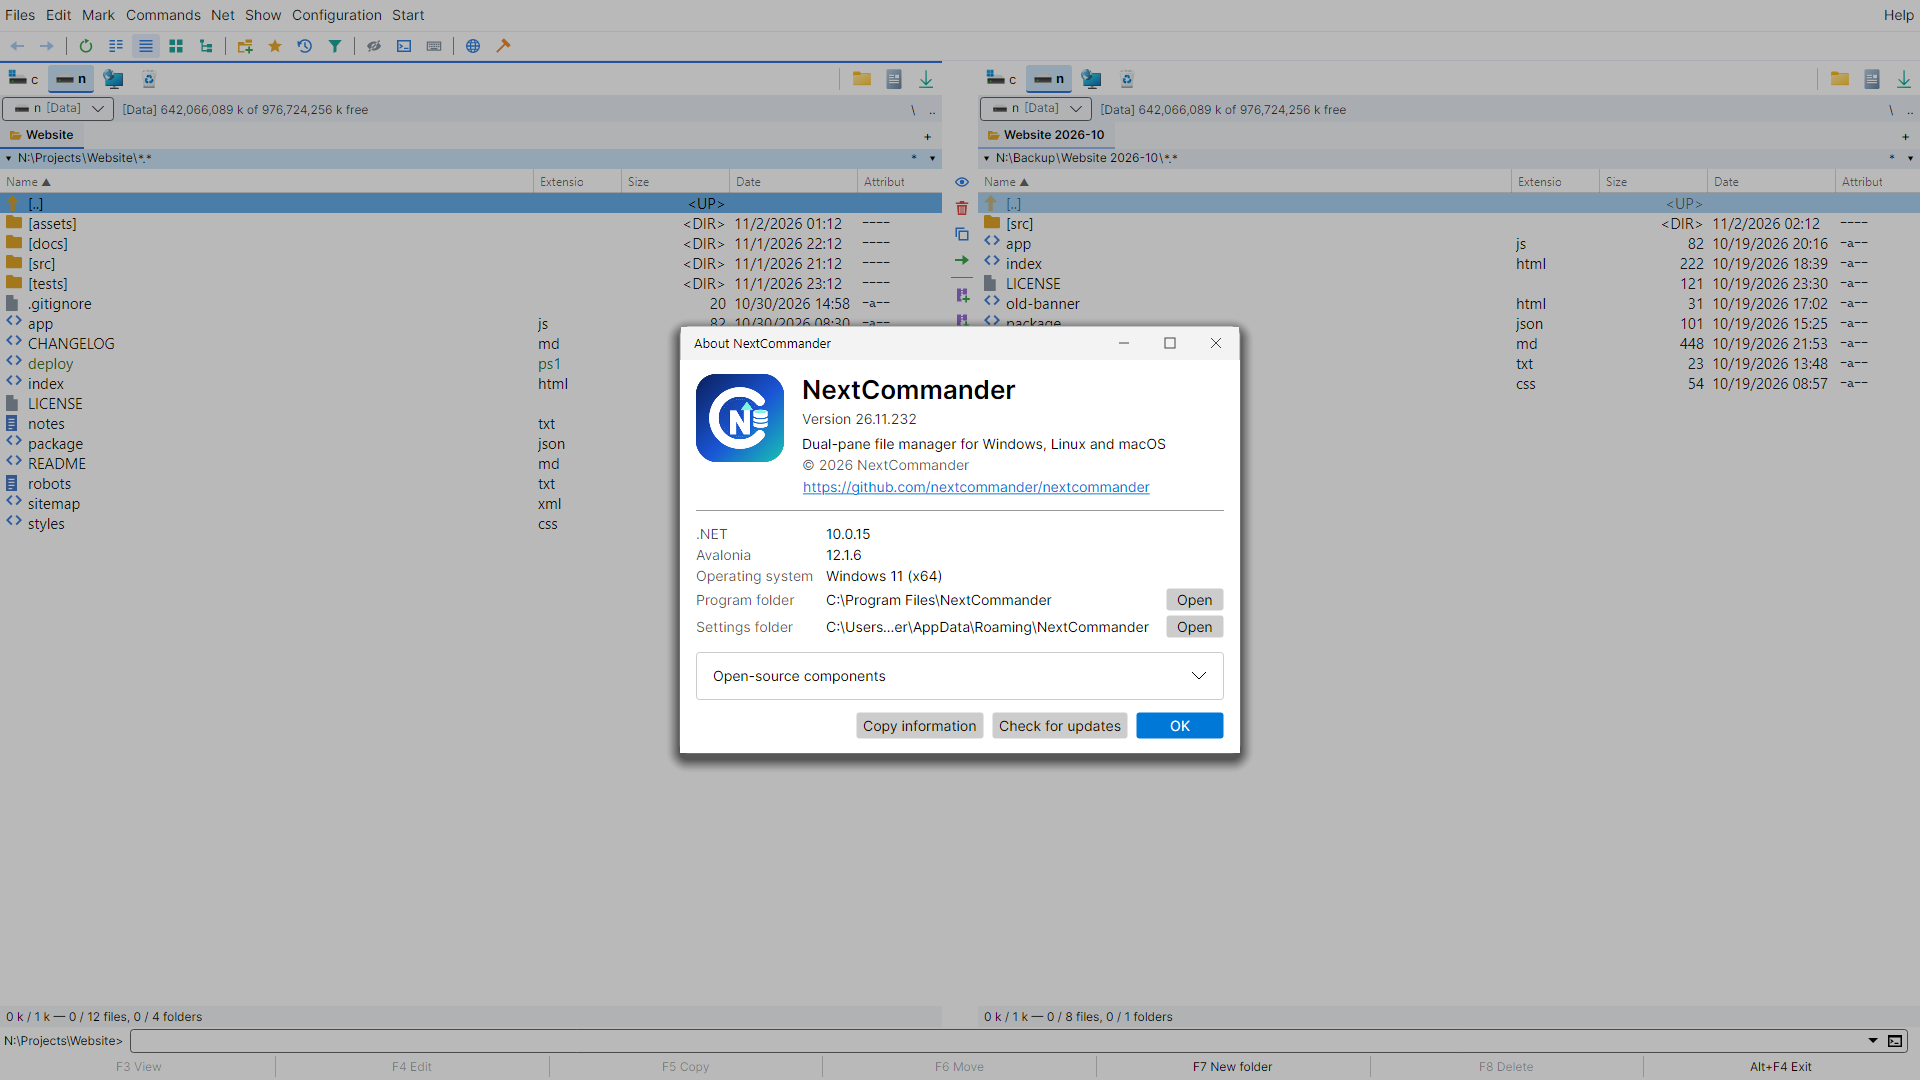 Files Edit Mark Commands Net Show Configuration Start Help
c n c n
n [Data] [Data] 642,066,089 k of 976,724,256 k free \ .. n [Data] [Data] 642,066,089 k of 976,724,256 k free \ ..
Website + Website 2026-10 +
N:\Projects\Website\*.* * N:\Backup\Website 2026-10\*.* *
Name Extensio Size Date Attribut Name Extensio Size Date Attribut
[..] <UP> [..] <UP>
[assets] <DIR> 11/2/2026 01:12 ---- [src] <DIR> 11/2/2026 02:12 ----
[docs] <DIR> 11/1/2026 22:12 ---- app js 82 10/19/2026 20:16 -a--
[src] <DIR> 11/1/2026 21:12 ---- index html 222 10/19/2026 18:39 -a--
[tests] <DIR> 11/1/2026 23:12 ---- LICENSE 121 10/19/2026 23:30 -a--
.gitignore 20 10/30/2026 14:58 -a-- old-banner html 31 10/19/2026 17:02 -a--
app js 82 10/30/2026 08:30 -a-- package json 101 10/19/2026 15:25 -a--
CHANGELOG md md 448 10/19/2026 21:53 -a--
deploy ps1 txt 23 10/19/2026 13:48 -a--
index html css 54 10/19/2026 08:57 -a--
LICENSE
notes txt
package json
README md
robots txt
sitemap xml
styles css
About NextCommander
NextCommander
Version 26.11.232
Dual-pane file manager for Windows, Linux and macOS
© 2026 NextCommander
https://github.com/nextcommander/nextcommander
.NET 10.0.15
Avalonia 12.1.6
Operating system Windows 11 (x64)
Program folder C:\Program Files\NextCommander Open
Settings folder C:\Users...er\AppData\Roaming\NextCommander Open
Open-source components
Copy information Check for updates OK
0 k / 1 k — 0 / 12 files, 0 / 4 folders 0 k / 1 k — 0 / 8 files, 0 / 1 folders
N:\Projects\Website>
F3 View F4 Edit F5 Copy F6 Move F7 New folder F8 Delete Alt+F4 Exit